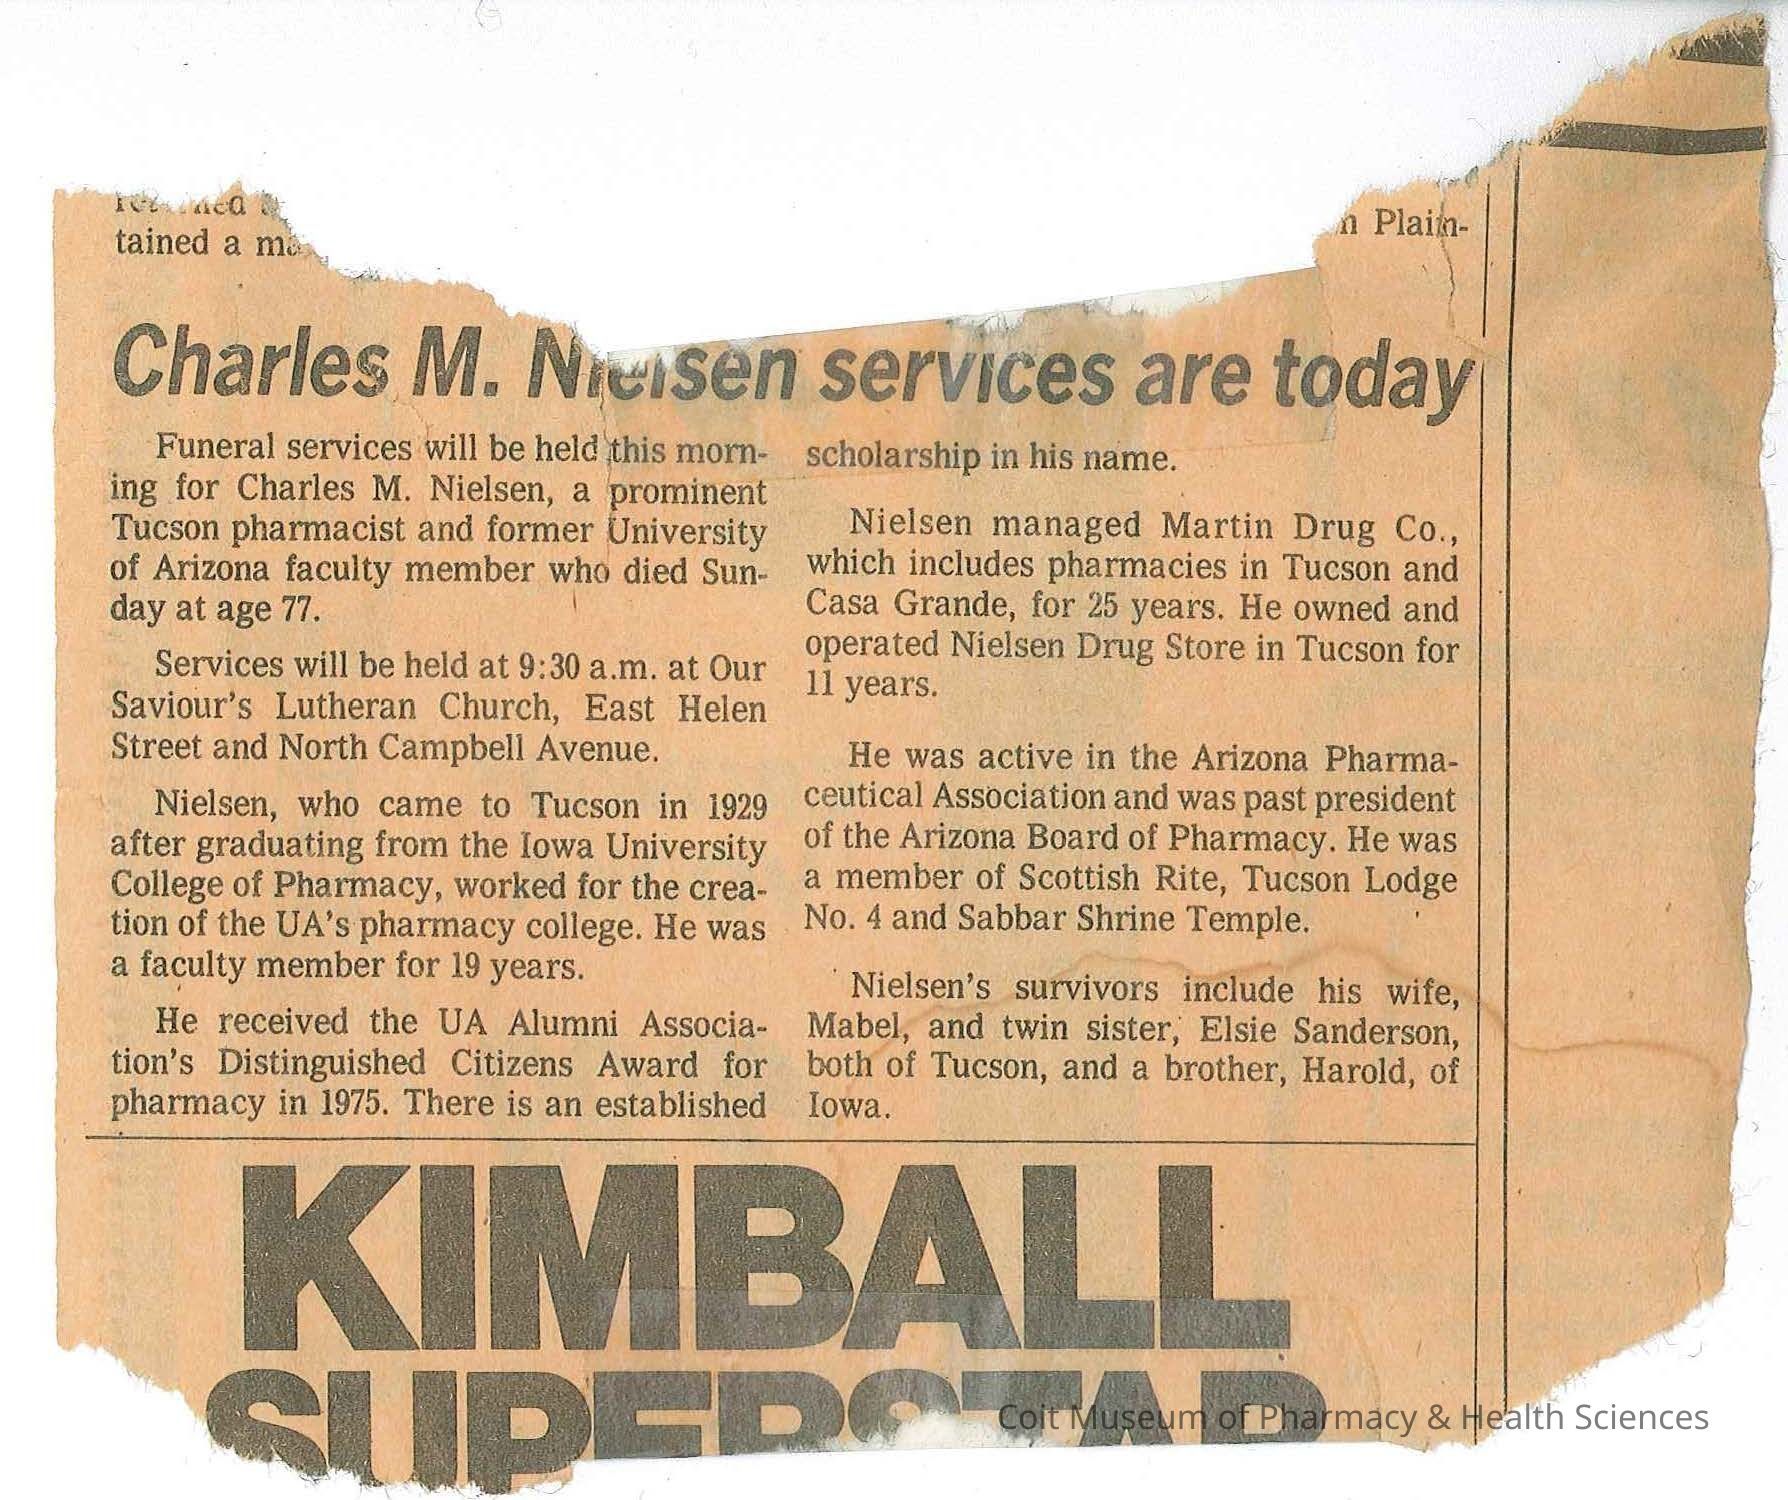 tained a
Plain-
Charles M. Nielsen services are today
Funeral services will be held this morn-
ing for Charles M. Nielsen, a prominent
Tucson pharmacist and former University
of Arizona faculty member who died Sun-
day at age 77.
Services will be held at 9:30 a.m. at Our
Saviour's Lutheran Church, East Helen
Street and North Campbell Avenue.
Nielsen, who came to Tucson in 1929
after graduating from the Iowa University
College of Pharmacy, worked for the crea-
tion of the UA's pharmacy college. He was
a faculty member for 19 years.
He received the UA Alumni Associa-
tion's Distinguished Citizens Award for
pharmacy in 1975. There is an established
scholarship in his name.
Nielsen managed Martin Drug Co.,
which includes pharmacies in Tucson and
Casa Grande, for 25 years. He owned and
operated Nielsen Drug Store in Tucson for
11 years.
He was active in the Arizona Pharma-
ceutical Association and was past president
of the Arizona Board of Pharmacy. He was
a member of Scottish Rite, Tucson Lodge
No. 4 and Sabbar Shrine Temple.
Nielsen's survivors include his wife,
Mabel, and twin sister, Elsie Sanderson,
both of Tucson, and a brother, Harold, of
Iowa.
KIMBALL
SUPERSTAR
Coit Museum of Pharmacy & Health Sciences